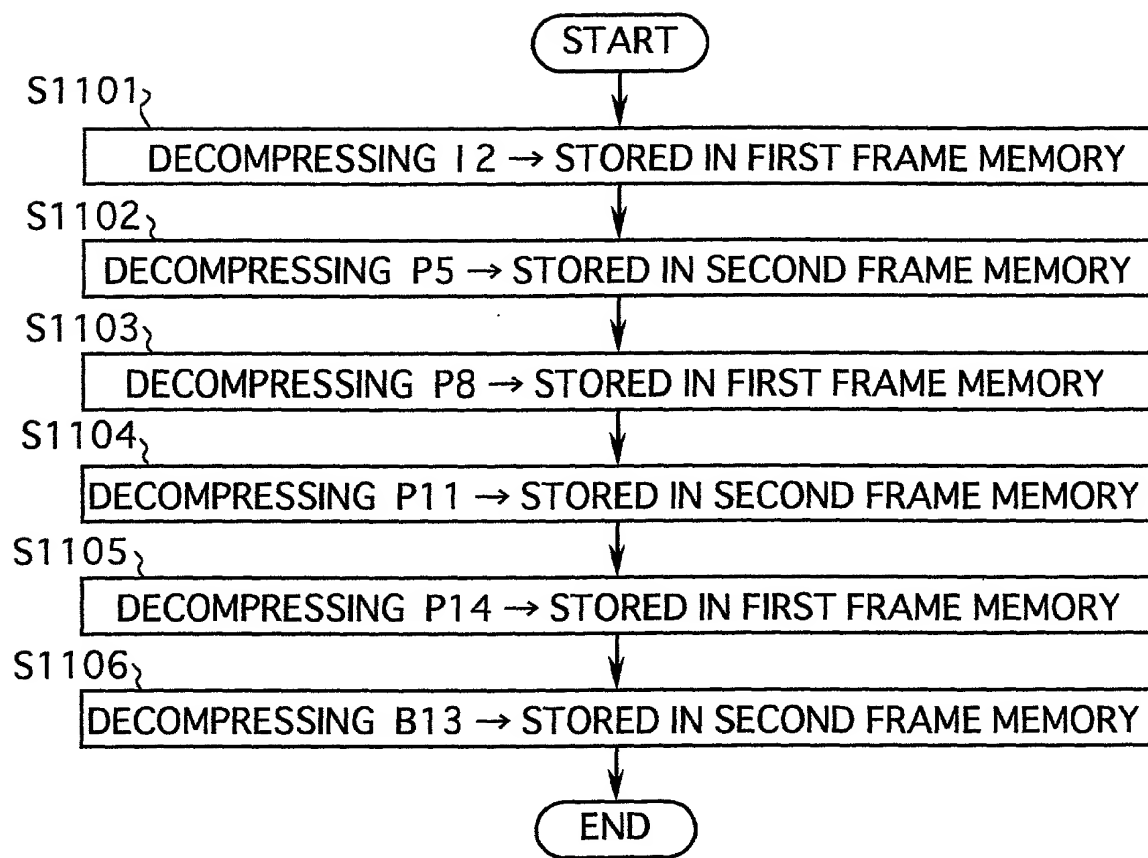 START
S1101
DECOMPRESSING I2 → STORED IN FIRST FRAME MEMORY
S1102
DECOMPRESSING P5 → STORED IN SECOND FRAME MEMORY
S1103
DECOMPRESSING P8 → STORED IN FIRST FRAME MEMORY
S1104
DECOMPRESSING P11 → STORED IN SECOND FRAME MEMORY
S1105
DECOMPRESSING P14 → STORED IN FIRST FRAME MEMORY
S1106
DECOMPRESSING B13 → STORED IN SECOND FRAME MEMORY
END